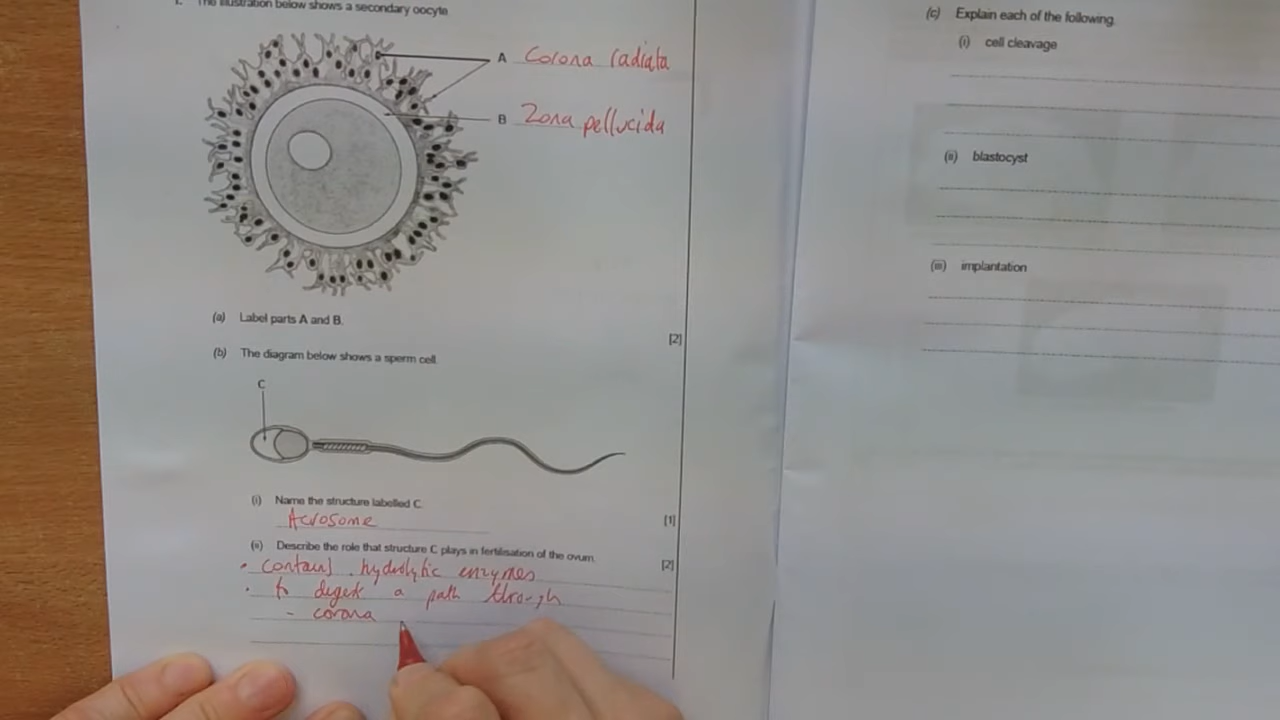 1. The illustration below shows a secondary oocyte
A Corona radiata
B Zona pellucida
(a) Label parts A and B.
[2]
(b) The diagram below shows a sperm cell.
C
(i) Name the structure labelled C.
Acrosome
[1]
(ii) Describe the role that structure C plays in fertilisation of the ovum.
[2]
• contains hydrolytic enzymes
• to digest a path through
- corona
(c) Explain each of the following.
(i) cell cleavage
(ii) blastocyst
(iii) implantation